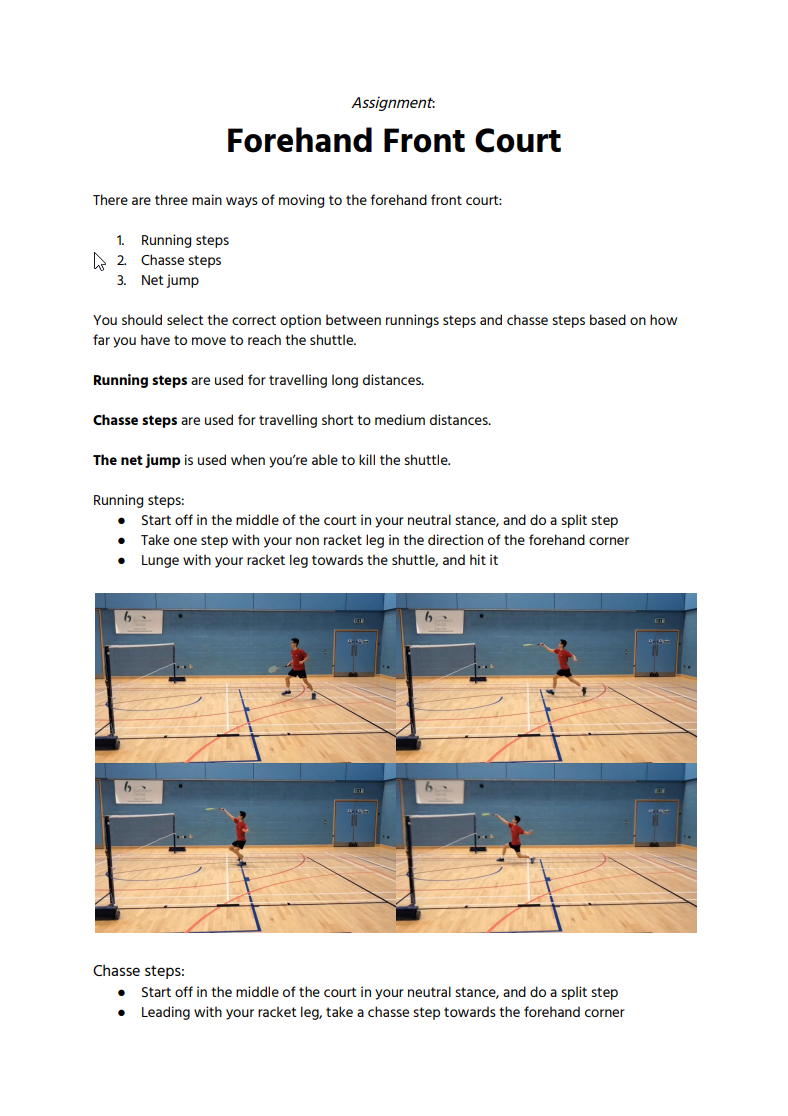 Assignment:
Forehand Front Court
There are three main ways of moving to the forehand front court:
1. Running steps
2. Chasse steps
3. Net jump
You should select the correct option between runnings steps and chasse steps based on how
far you have to move to reach the shuttle.
Running steps are used for travelling long distances.
Chasse steps are used for travelling short to medium distances.
The net jump is used when you're able to kill the shuttle.
Running steps:
● Start off in the middle of the court in your neutral stance, and do a split step
● Take one step with your non racket leg in the direction of the forehand corner
● Lunge with your racket leg towards the shuttle, and hit it
Chasse steps:
● Start off in the middle of the court in your neutral stance, and do a split step
● Leading with your racket leg, take a chasse step towards the forehand corner